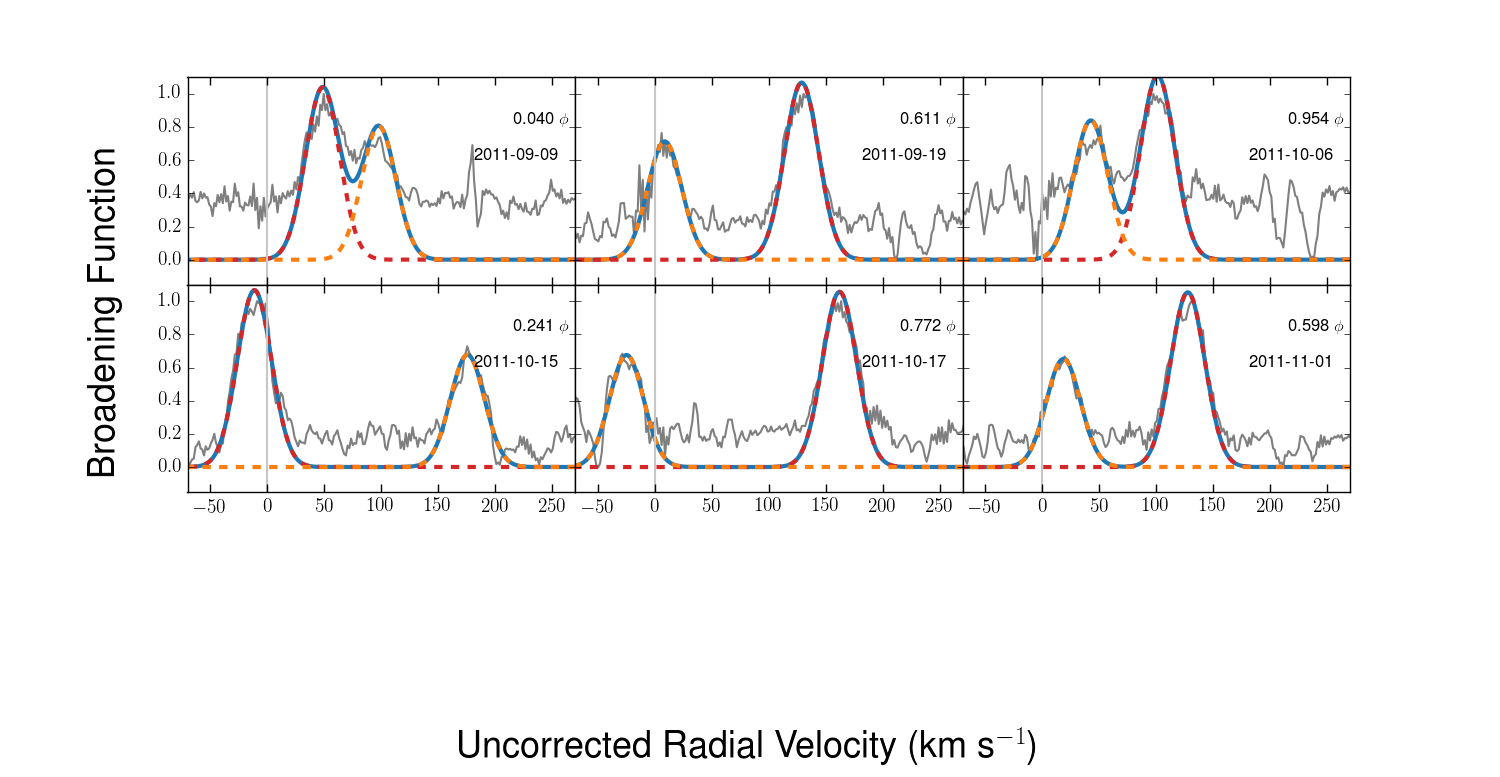 Broadening Function
1.0
0.8
0.6
0.4
0.2
0.0
0.040 ϕ
2011-09-09
0.611 ϕ
2011-09-19
0.954 ϕ
2011-10-06
1.0
0.8
0.6
0.4
0.2
0.0
0.241 ϕ
2011-10-15
0.772 ϕ
2011-10-17
0.598 ϕ
2011-11-01
−50 0 50 100 150 200 250
−50 0 50 100 150 200 250
−50 0 50 100 150 200 250
Uncorrected Radial Velocity (km s⁻¹)